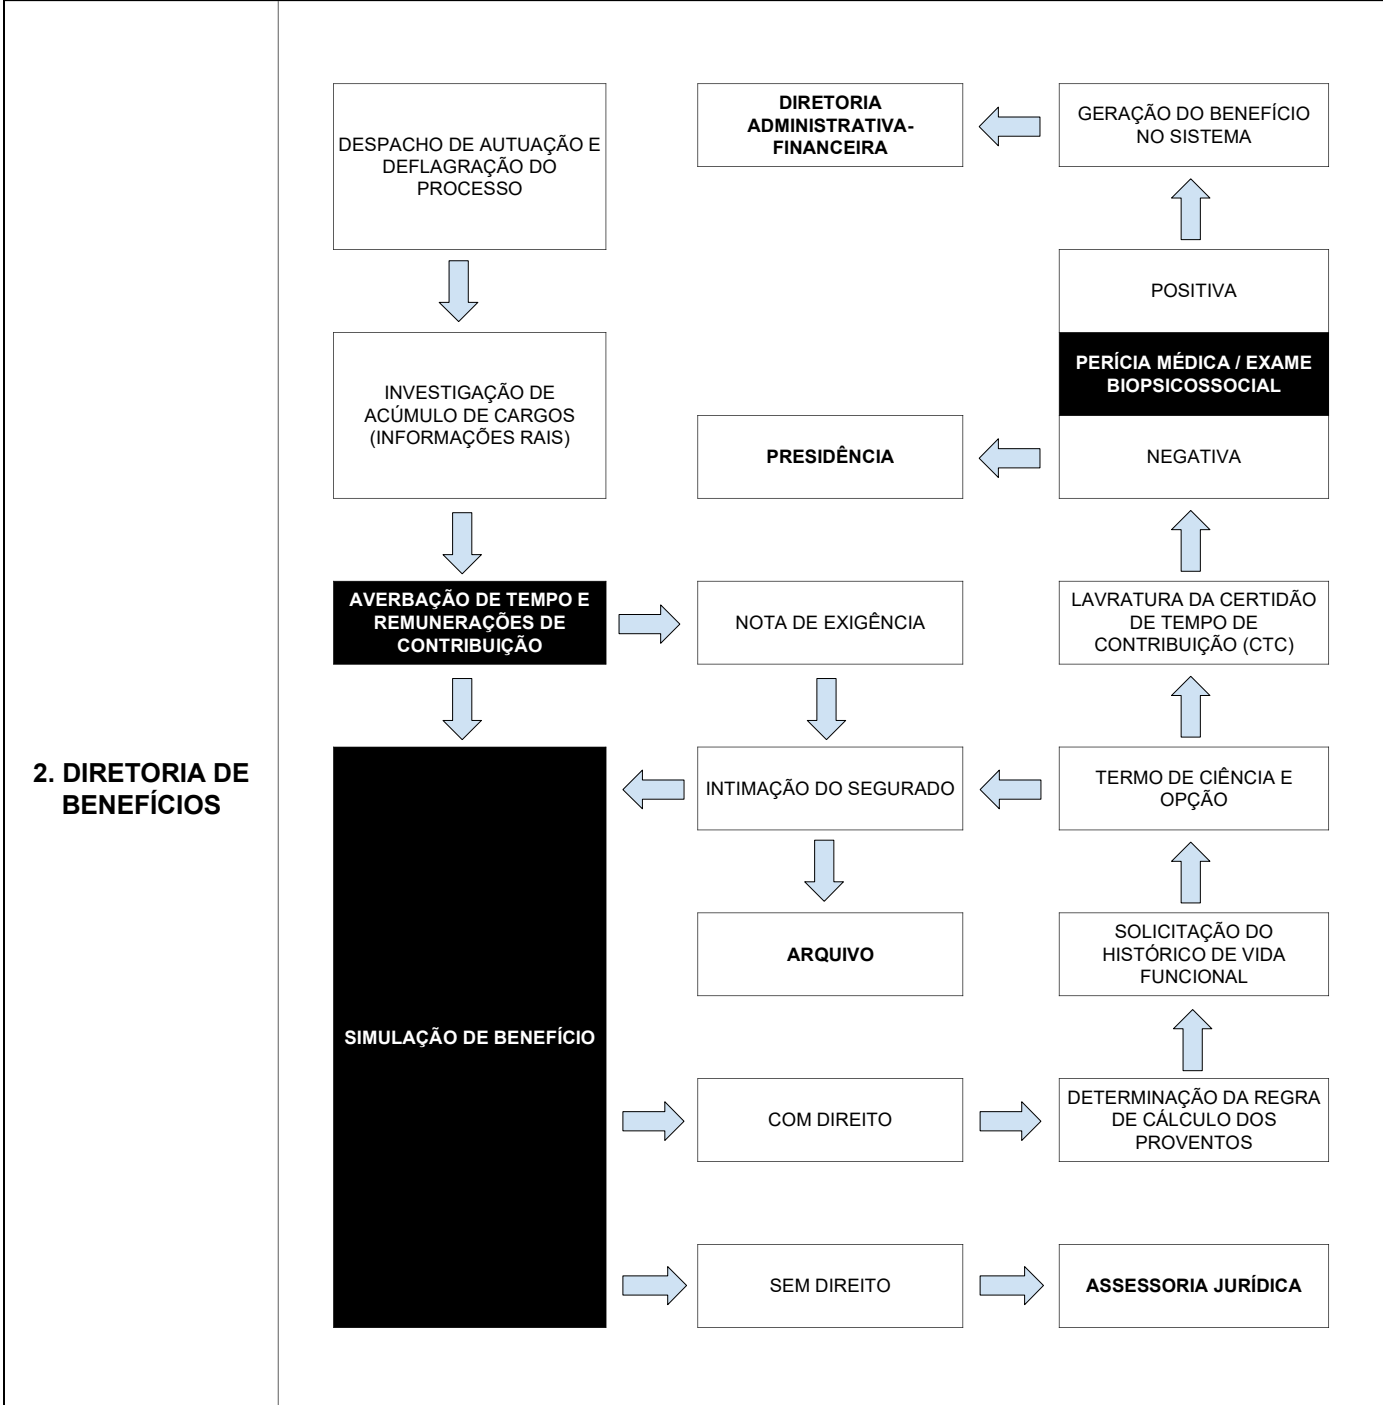 2. DIRETORIA DE
BENEFÍCIOS
DESPACHO DE AUTUAÇÃO E
DEFLAGRAÇÃO DO
PROCESSO
DIRETORIA
ADMINISTRATIVA-
FINANCEIRA
GERAÇÃO DO BENEFÍCIO
NO SISTEMA
POSITIVA
PERÍCIA MÉDICA / EXAME
BIOPSICOSSOCIAL
NEGATIVA
INVESTIGAÇÃO DE
ACÚMULO DE CARGOS
(INFORMAÇÕES RAIS)
PRESIDÊNCIA
AVERBAÇÃO DE TEMPO E
REMUNERAÇÕES DE
CONTRIBUIÇÃO
NOTA DE EXIGÊNCIA
LAVRATURA DA CERTIDÃO
DE TEMPO DE
CONTRIBUIÇÃO (CTC)
SIMULAÇÃO DE BENEFÍCIO
INTIMAÇÃO DO SEGURADO
TERMO DE CIÊNCIA E
OPÇÃO
ARQUIVO
SOLICITAÇÃO DO
HISTÓRICO DE VIDA
FUNCIONAL
COM DIREITO
DETERMINAÇÃO DA REGRA
DE CÁLCULO DOS
PROVENTOS
SEM DIREITO
ASSESSORIA JURÍDICA